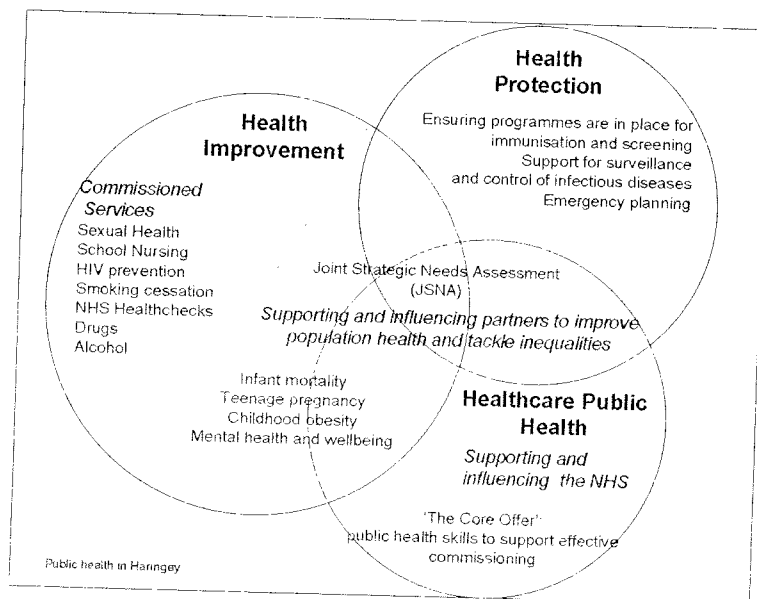 Health
Protection
Ensuring programmes are in place for
immunisation and screening
Support for surveillance
and control of infectious diseases
Emergency planning
Health
Improvement
Commissioned
Services
Sexual Health
School Nursing
HIV prevention
Smoking cessation
NHS Healthchecks
Drugs
Alcohol
Joint Strategic Needs Assessment
(JSNA)
Supporting and influencing partners to improve
population health and tackle inequalities
Infant mortality
Teenage pregnancy
Childhood obesity
Mental health and wellbeing
Healthcare Public
Health
Supporting and
influencing the NHS
'The Core Offer'
public health skills to support effective
commissioning
Public health in Haringey